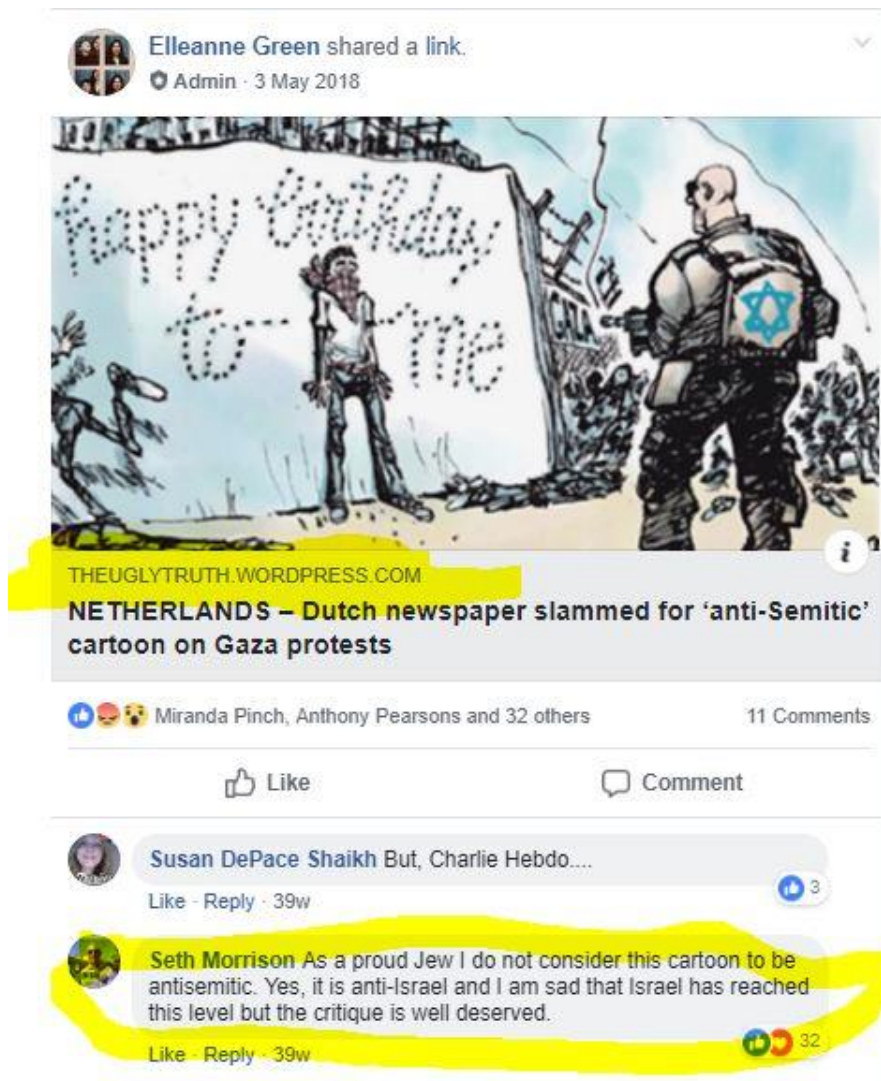 Elleanne Green shared a link.
Admin · 3 May 2018
happy birthday
to me
THEUGLYTRUTH.WORDPRESS.COM
NETHERLANDS – Dutch newspaper slammed for ‘anti-Semitic’
cartoon on Gaza protests
Miranda Pinch, Anthony Pearsons and 32 others 11 Comments
Like Comment
Susan DePace Shaikh But, Charlie Hebdo....
3
Like · Reply · 39w
Seth Morrison As a proud Jew I do not consider this cartoon to be
antisemitic. Yes, it is anti-Israel and I am sad that Israel has reached
this level but the critique is well deserved.
32
Like · Reply · 39w